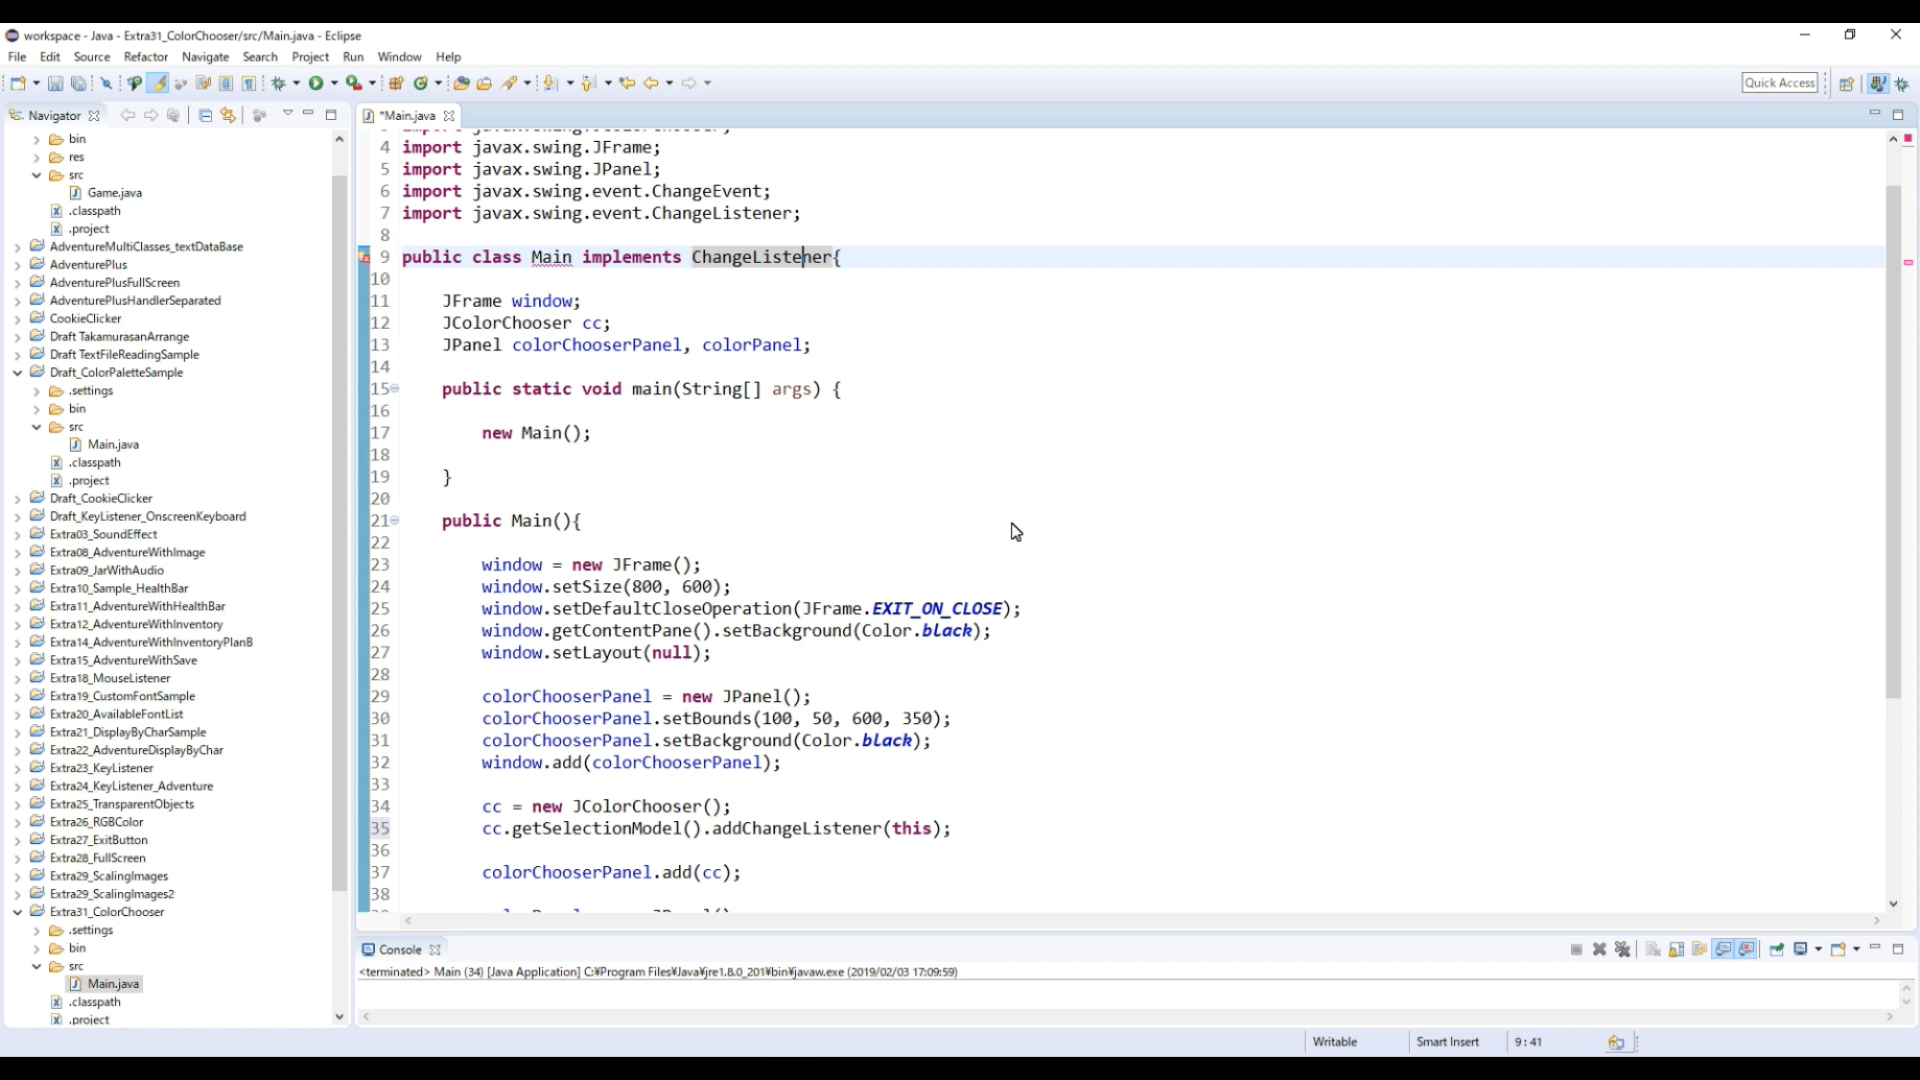 workspace - Java - Extra31_ColorChooser/src/Main.java - Eclipse
File Edit Source Refactor Navigate Search Project Run Window Help
Quick Access
Navigator
*Main.java
bin
res
src
Game.java
.classpath
.project
AdventureMultiClasses_textDataBase
AdventurePlus
AdventurePlusFullScreen
AdventurePlusHandlerSeparated
CookieClicker
Draft TakamurasanArrange
Draft TextFileReadingSample
Draft_ColorPaletteSample
.settings
bin
src
Main.java
.classpath
.project
Draft_CookieClicker
Draft_KeyListener_OnscreenKeyboard
Extra03_SoundEffect
Extra08_AdventureWithImage
Extra09_JarWithAudio
Extra10_Sample_HealthBar
Extra11_AdventureWithHealthBar
Extra12_AdventureWithInventory
Extra14_AdventureWithInventoryPlanB
Extra15_AdventureWithSave
Extra18_MouseListener
Extra19_CustomFontSample
Extra20_AvailableFontList
Extra21_DisplayByCharSample
Extra22_AdventureDisplayByChar
Extra23_KeyListener
Extra24_KeyListener_Adventure
Extra25_TransparentObjects
Extra26_RGBColor
Extra27_ExitButton
Extra28_FullScreen
Extra29_ScalingImages
Extra29_ScalingImages2
Extra31_ColorChooser
.settings
bin
src
Main.java
.classpath
.project
4 import javax.swing.JFrame;
5 import javax.swing.JPanel;
6 import javax.swing.event.ChangeEvent;
7 import javax.swing.event.ChangeListener;
8
9 public class Main implements ChangeListener{
10
11 JFrame window;
12 JColorChooser cc;
13 JPanel colorChooserPanel, colorPanel;
14
15 public static void main(String[] args) {
16
17 new Main();
18
19 }
20
21 public Main(){
22
23 window = new JFrame();
24 window.setSize(800, 600);
25 window.setDefaultCloseOperation(JFrame.EXIT_ON_CLOSE);
26 window.getContentPane().setBackground(Color.black);
27 window.setLayout(null);
28
29 colorChooserPanel = new JPanel();
30 colorChooserPanel.setBounds(100, 50, 600, 350);
31 colorChooserPanel.setBackground(Color.black);
32 window.add(colorChooserPanel);
33
34 cc = new JColorChooser();
35 cc.getSelectionModel().addChangeListener(this);
36
37 colorChooserPanel.add(cc);
38
Console
<terminated> Main (34) [Java Application] C:¥Program Files¥Java¥jre1.8.0_201¥bin¥javaw.exe (2019/02/03 17:09:59)
Writable Smart Insert 9 : 41